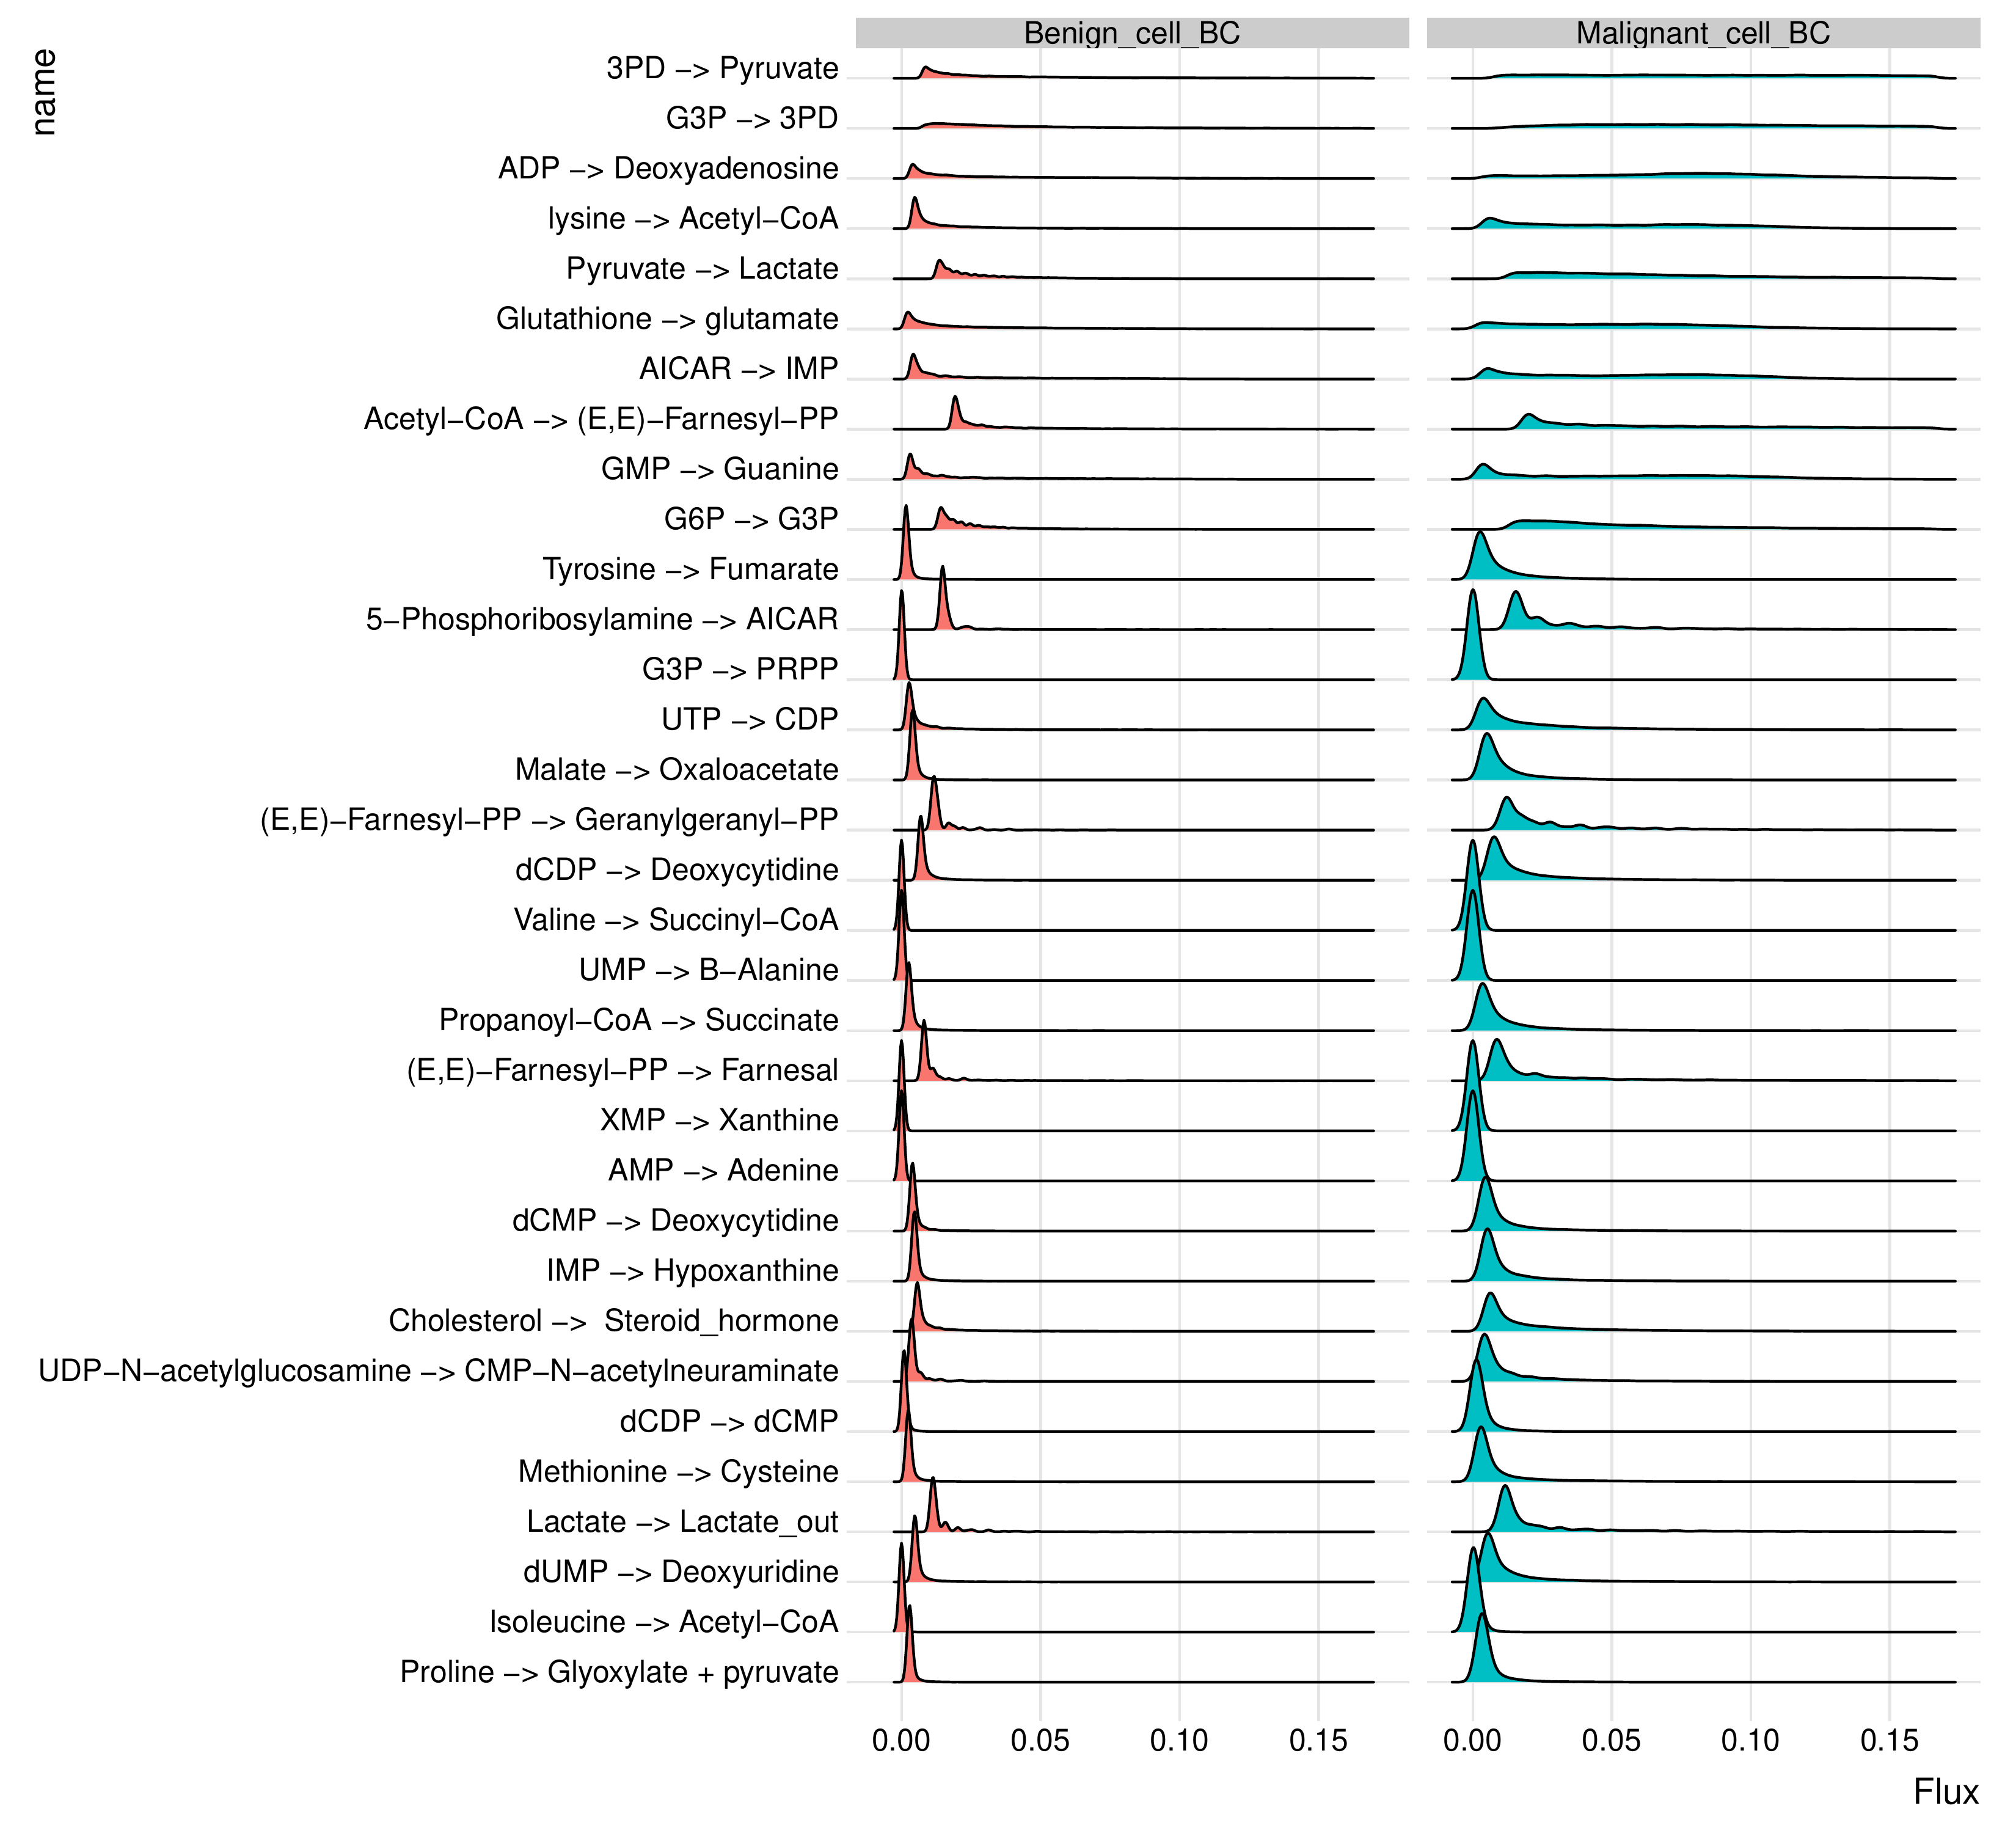 Benign_cell_BC
Malignant_cell_BC
name
3PD −> Pyruvate
G3P −> 3PD
ADP −> Deoxyadenosine
lysine −> Acetyl−CoA
Pyruvate −> Lactate
Glutathione −> glutamate
AICAR −> IMP
Acetyl−CoA −> (E,E)−Farnesyl−PP
GMP −> Guanine
G6P −> G3P
Tyrosine −> Fumarate
5−Phosphoribosylamine −> AICAR
G3P −> PRPP
UTP −> CDP
Malate −> Oxaloacetate
(E,E)−Farnesyl−PP −> Geranylgeranyl−PP
dCDP −> Deoxycytidine
Valine −> Succinyl−CoA
UMP −> B−Alanine
Propanoyl−CoA −> Succinate
(E,E)−Farnesyl−PP −> Farnesal
XMP −> Xanthine
AMP −> Adenine
dCMP −> Deoxycytidine
IMP −> Hypoxanthine
Cholesterol −>  Steroid_hormone
UDP−N−acetylglucosamine −> CMP−N−acetylneuraminate
dCDP −> dCMP
Methionine −> Cysteine
Lactate −> Lactate_out
dUMP −> Deoxyuridine
Isoleucine −> Acetyl−CoA
Proline −> Glyoxylate + pyruvate
0.00 0.05 0.10 0.15
0.00 0.05 0.10 0.15
Flux